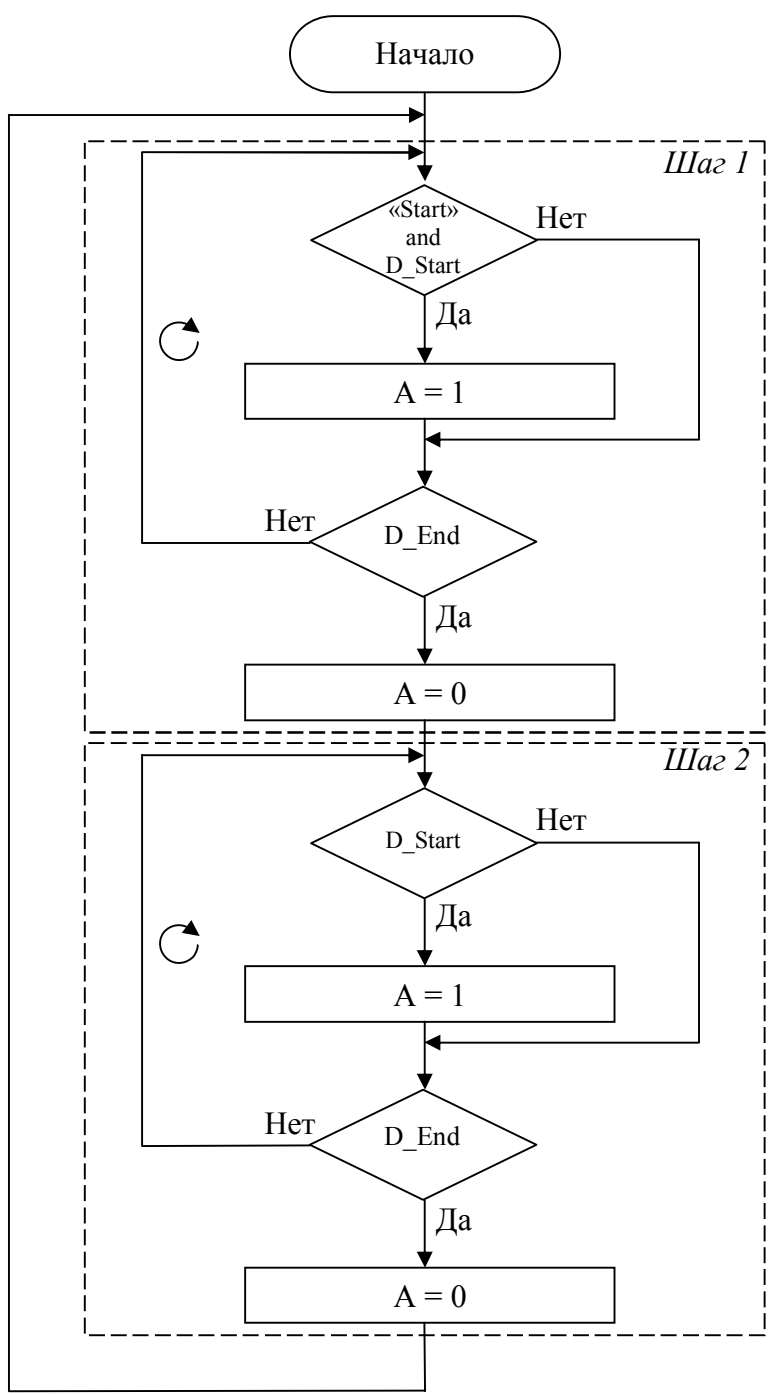 Начало
Шаг 1
«Start»
and
D_Start
Нет
Да
A = 1
Нет
D_End
Да
A = 0
Шаг 2
D_Start
Нет
Да
A = 1
Нет
D_End
Да
A = 0